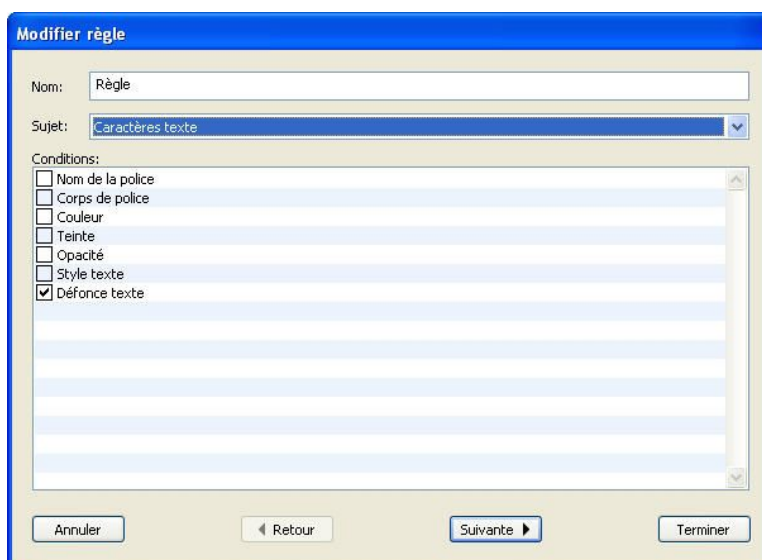 Modifier règle
Nom: Règle
Sujet: Caractères texte
Conditions:
Nom de la police
Corps de police
Couleur
Teinte
Opacité
Style texte
Défonce texte
Annuler Retour Suivante Terminer